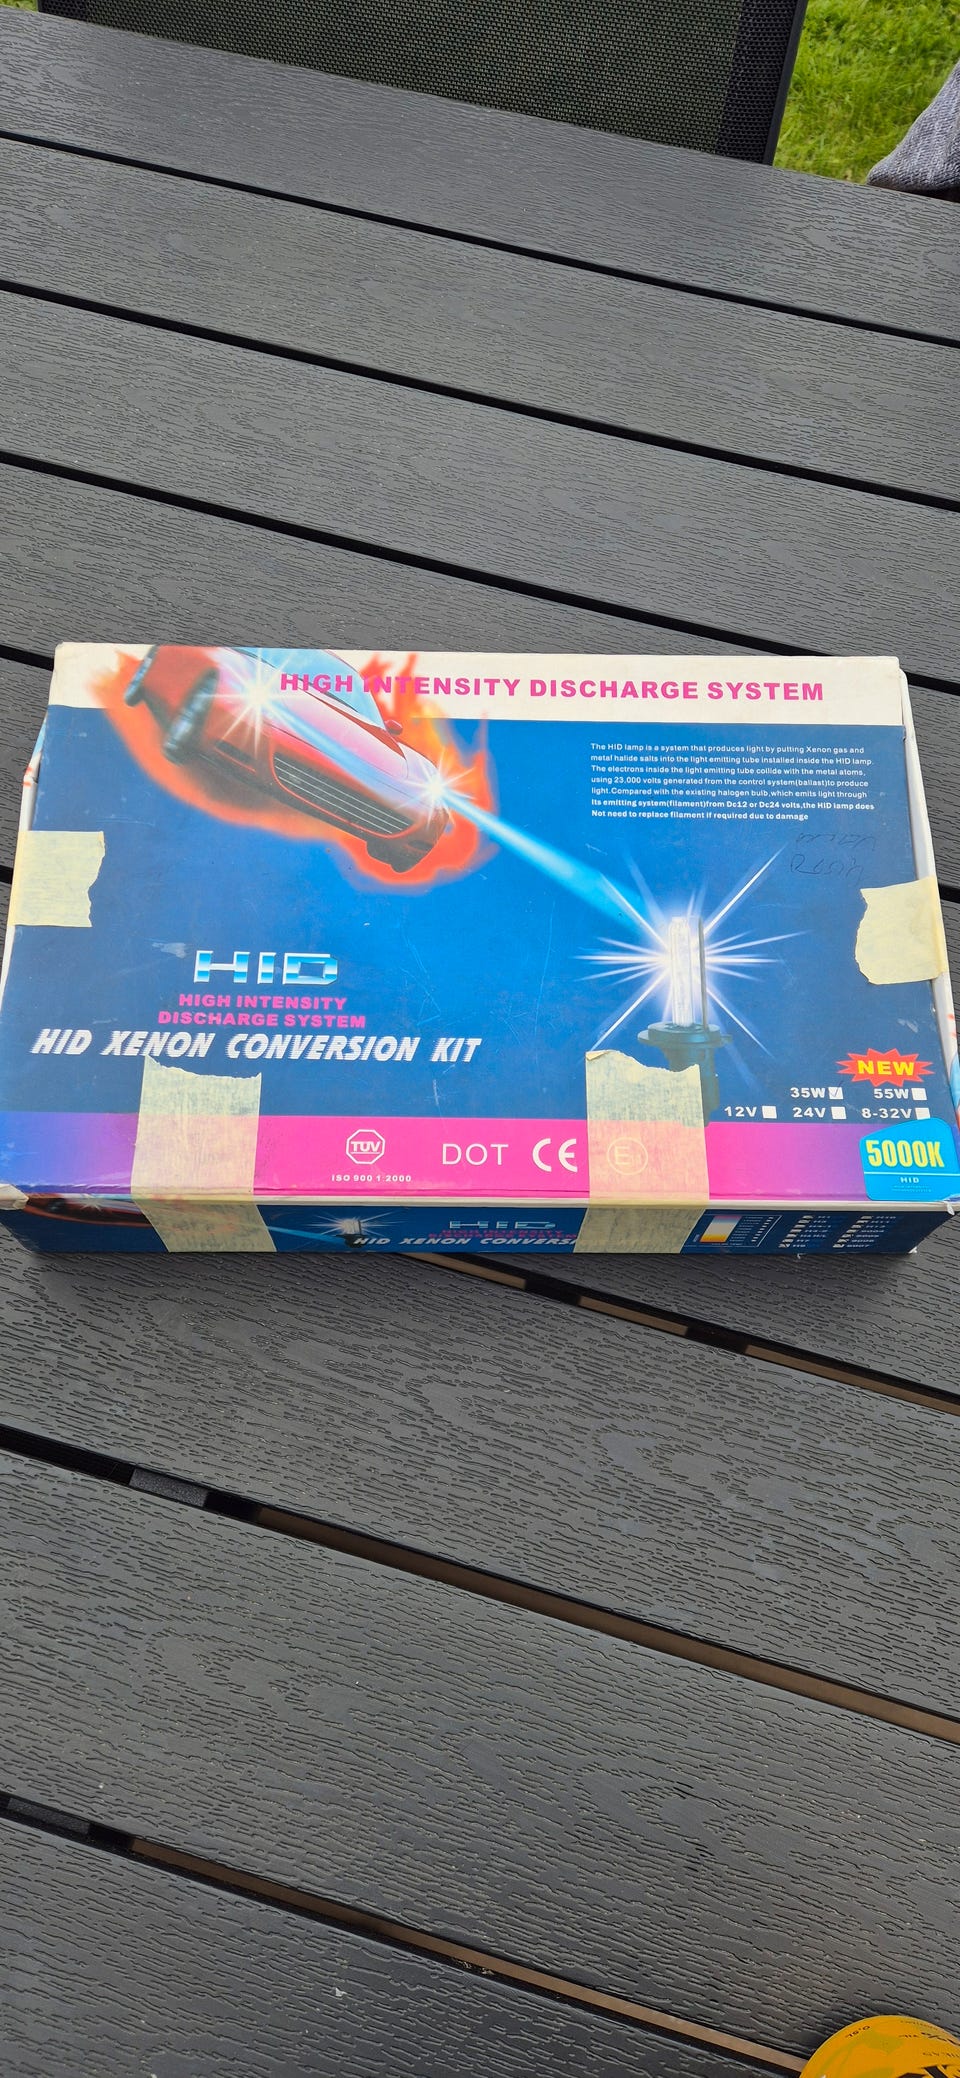 HIGH INTENSITY DISCHARGE SYSTEM
The HID lamp is a system that produces light by putting Xenon gas and
metal halide salts into the light emitting tube installed inside the HID lamp.
The electrons inside the light emitting tube collide with the metal atoms,
using 23,000 volts generated from the control system(ballast)to produce
light.Compared with the existing halogen bulb,which emits light through
its emitting system(filament)from Dc12 or Dc24 volts,the HID lamp does
Not need to replace filament if required due to damage
HID
HIGH INTENSITY
DISCHARGE SYSTEM
HID XENON CONVERSION KIT
NEW
35W 55W
12V 24V 8-32V
TUV
ISO 900 1:2000
DOT CE E
5000K
HID
HID
HID XENON CONVERS